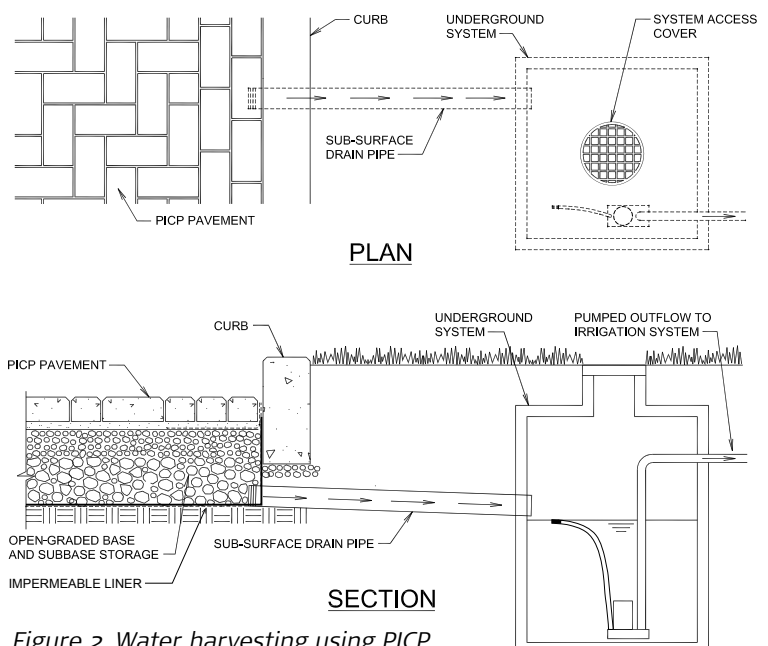 CURB
UNDERGROUND
SYSTEM
SYSTEM ACCESS
COVER
SUB-SURFACE
DRAIN PIPE
PICP PAVEMENT
PLAN
CURB
UNDERGROUND
SYSTEM
PUMPED OUTFLOW TO
IRRIGATION SYSTEM
PICP PAVEMENT
OPEN-GRADED BASE
AND SUBBASE STORAGE
SUB-SURFACE DRAIN PIPE
IMPERMEABLE LINER
SECTION
Figure 2. Water harvesting using PICP